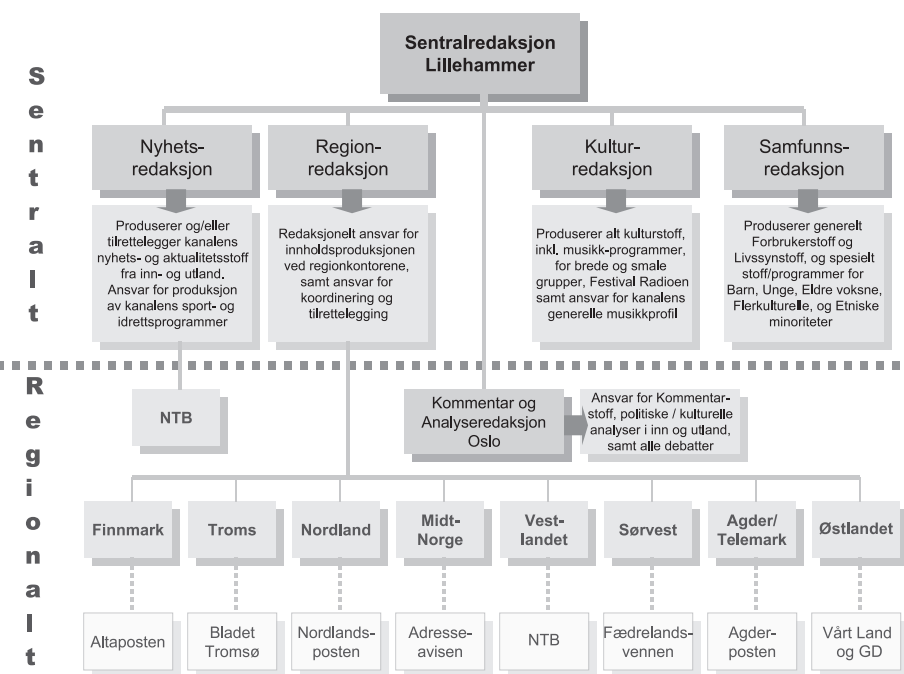 Sentralt
Sentralredaksjon
Lillehammer
Nyhets-
redaksjon
Region-
redaksjon
Kultur-
redaksjon
Samfunns-
redaksjon
Produserer og/eller
tilrettelegger kanalens
nyhets- og aktualitetsstoff
fra inn- og utland.
Ansvar for produksjon
av kanalens sport- og
idrettsprogrammer
Redaksjonelt ansvar for
innholdsproduksjonen
ved regionkontorene,
samt ansvar for
koordinering og
tilrettelegging
Produserer alt kulturstoff,
inkl. musikk-programmer,
for brede og smale
grupper, Festival Radioen
samt ansvar for kanalens
generelle musikkprofil
Produserer generelt
Forbrukerstoff og
Livssynstoff, og spesielt
stoff/programmer for
Barn, Unge, Eldre voksne,
Flerkulturelle, og Etniske
minoriteter
Regionalt
NTB
Kommentar og
Analyseredaksjon
Oslo
Ansvar for Kommentar-
stoff, politiske / kulturelle
analyser i inn og utland,
samt alle debatter
Finnmark
Troms
Nordland
Midt-
Norge
Vest-
landet
Sørvest
Agder/
Telemark
Østlandet
Altaposten
Bladet
Tromsø
Nordlands-
posten
Adresse-
avisen
NTB
Fædrelands-
vennen
Agder-
posten
Vårt Land
og GD